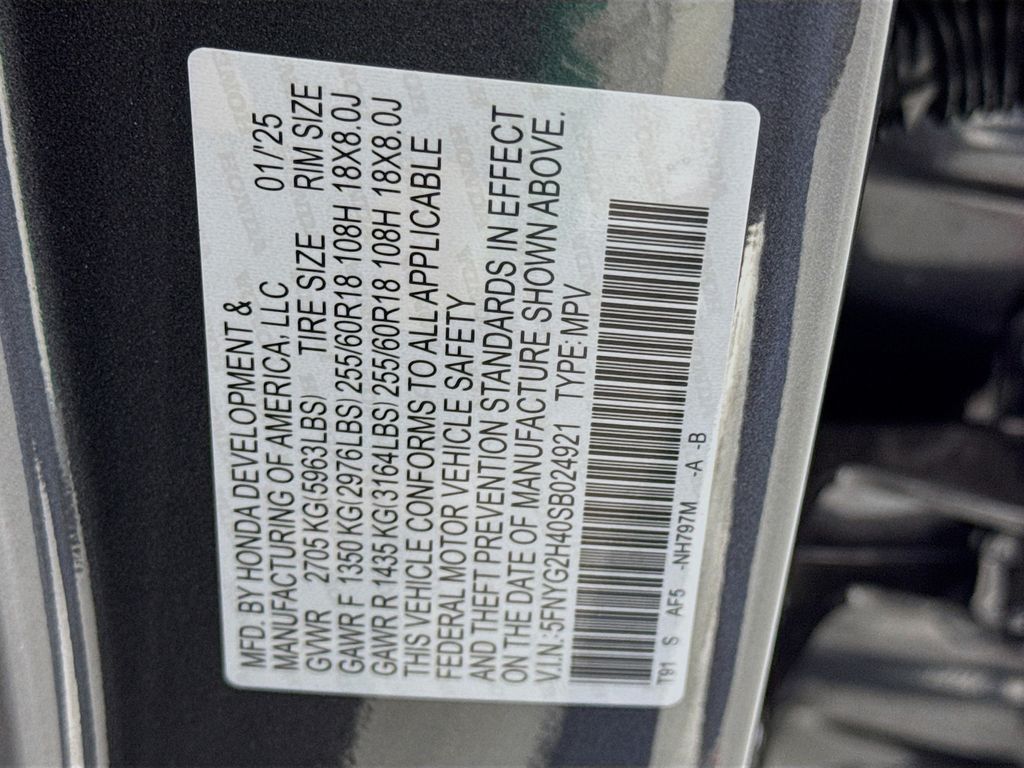 MFD. BY HONDA DEVELOPMENT &
MANUFACTURING OF AMERICA, LLC 01/'25
GVWR 2705 KG(5963LBS) TIRE SIZE RIM SIZE
GAWR F 1350 KG(2976LBS) 255/60R18 108H 18X8.0J
GAWR R 1435 KG(3164LBS) 255/60R18 108H 18X8.0J
THIS VEHICLE CONFORMS TO ALL APPLICABLE
FEDERAL MOTOR VEHICLE SAFETY
AND THEFT PREVENTION STANDARDS IN EFFECT
ON THE DATE OF MANUFACTURE SHOWN ABOVE.
V.I.N.:5FNYG2H40SB024921 TYPE:MPV
T91 S AF5 -NH797M -A -B